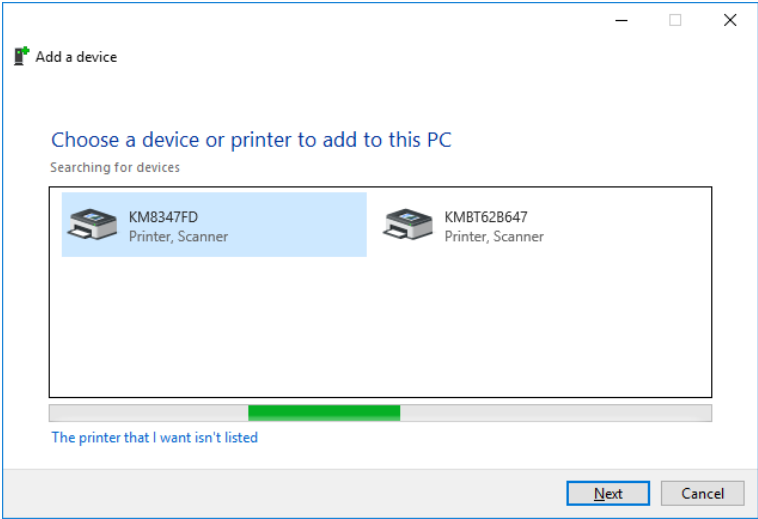 Add a device
Choose a device or printer to add to this PC
Searching for devices
KM8347FD
Printer, Scanner
KMBT62B647
Printer, Scanner
The printer that I want isn't listed
Next
Cancel